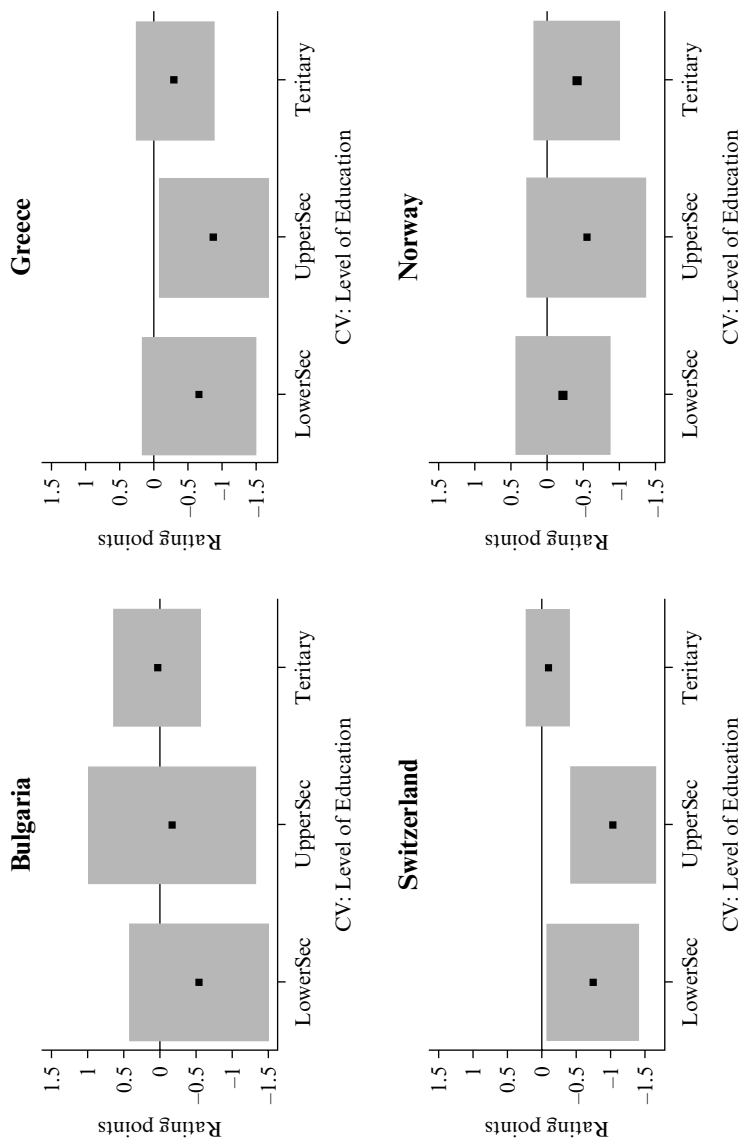 Bulgaria
1.5
1
0.5
0
−0.5
−1
−1.5
Rating points
LowerSec UpperSec Teritary
CV: Level of Education
Greece
1.5
1
0.5
0
−0.5
−1
−1.5
Rating points
LowerSec UpperSec Teritary
CV: Level of Education
Switzerland
1.5
1
0.5
0
−0.5
−1
−1.5
Rating points
LowerSec UpperSec Teritary
CV: Level of Education
Norway
1.5
1
0.5
0
−0.5
−1
−1.5
Rating points
LowerSec UpperSec Teritary
CV: Level of Education